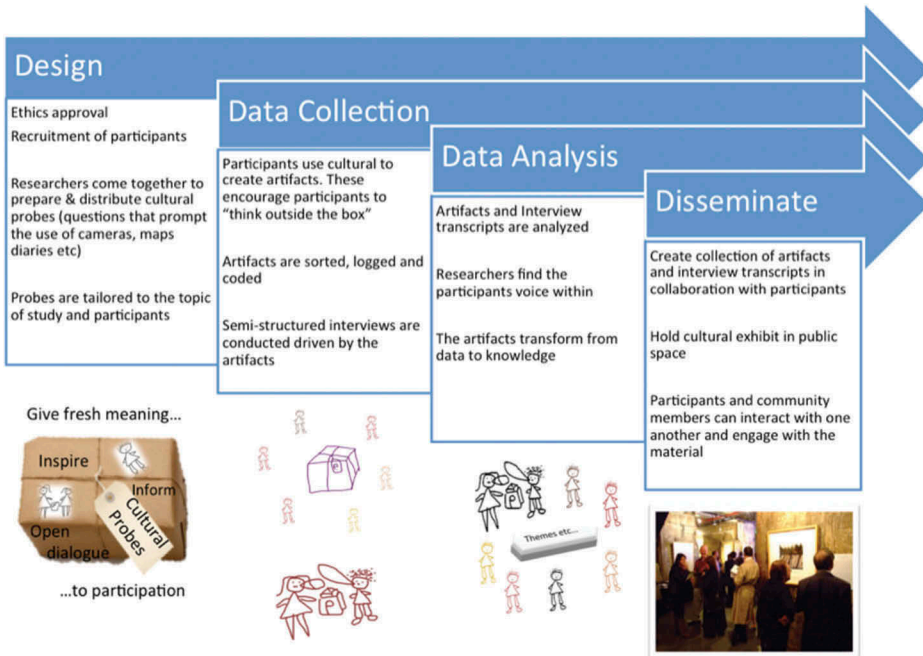 Design
Ethics approval
Recruitment of participants
Researchers come together to
prepare & distribute cultural
probes (questions that prompt
the use of cameras, maps
diaries etc)
Probes are tailored to the topic
of study and participants
Data Collection
Participants use cultural to
create artifacts. These
encourage participants to
“think outside the box”
Artifacts are sorted, logged and
coded
Semi-structured interviews are
conducted driven by the
artifacts
Data Analysis
Artifacts and Interview
transcripts are analyzed
Researchers find the
participants voice within
The artifacts transform from
data to knowledge
Disseminate
Create collection of artifacts
and interview transcripts in
collaboration with participants
Hold cultural exhibit in public
space
Participants and community
members can interact with one
another and engage with the
material
Give fresh meaning...
Inspire
Inform
Open
dialogue
Cultural
Probes
...to participation
Themes etc...